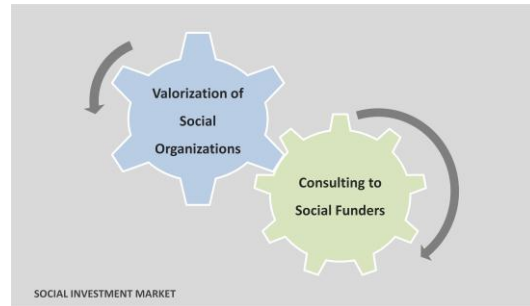 Valorization of
Social
Organizations
Consulting to
Social Funders
SOCIAL INVESTMENT MARKET